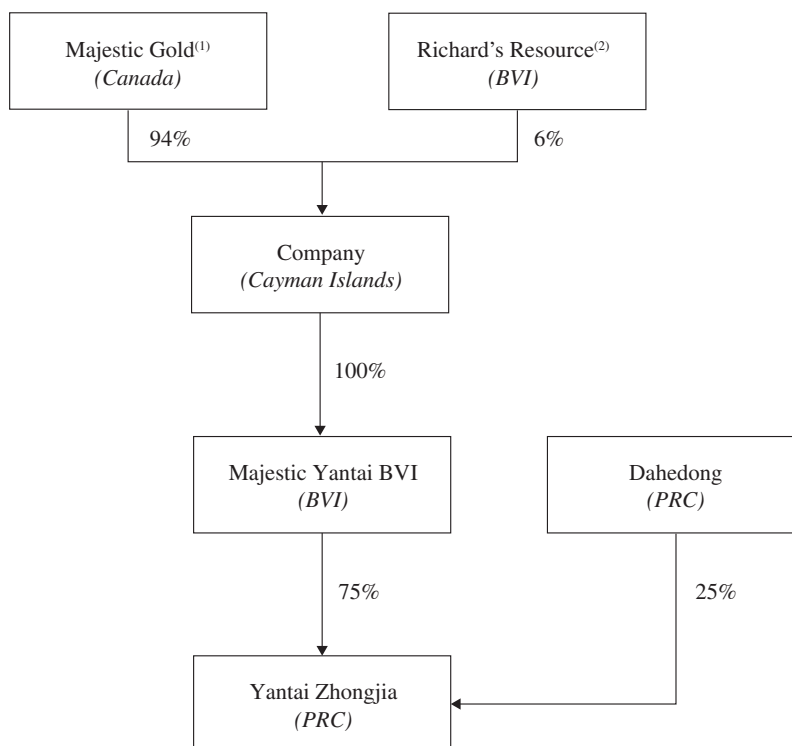 Majestic Gold(1)
(Canada)
Richard's Resource(2)
(BVI)
94%
6%
Company
(Cayman Islands)
100%
Majestic Yantai BVI
(BVI)
Dahedong
(PRC)
75%
25%
Yantai Zhongjia
(PRC)